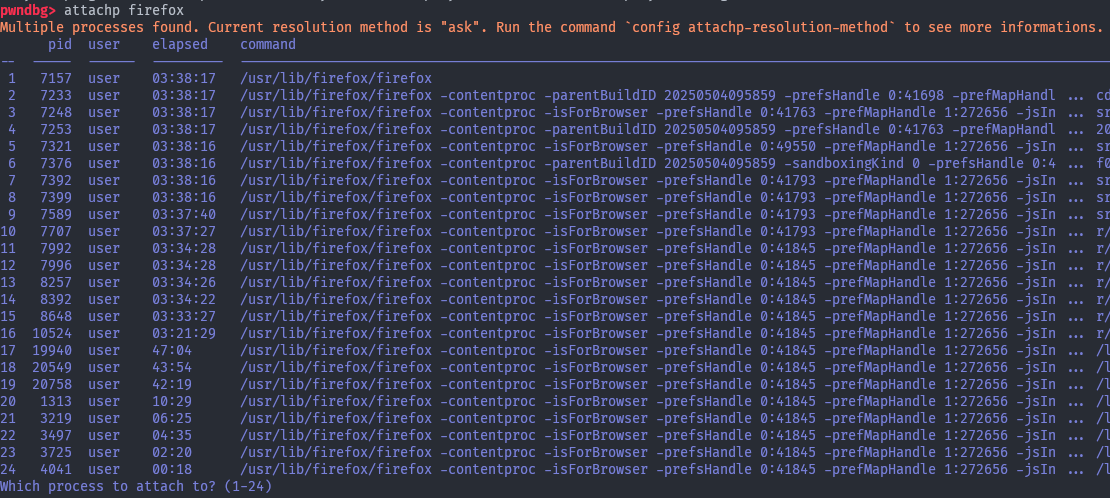 pwndbg> attachp firefox
Multiple processes found. Current resolution method is "ask". Run the command `config attachp-resolution-method` to see more informations.
pid user elapsed command
-- ----- ------ --------- ----------
1 7157 user 03:38:17 /usr/lib/firefox/firefox
2 7233 user 03:38:17 /usr/lib/firefox/firefox -contentproc -parentBuildID 20250504095859 -prefsHandle 0:41698 -prefMapHandl ... cd
3 7248 user 03:38:17 /usr/lib/firefox/firefox -contentproc -isForBrowser -prefsHandle 0:41763 -prefMapHandle 1:272656 -jsIn ... sr
4 7253 user 03:38:17 /usr/lib/firefox/firefox -contentproc -parentBuildID 20250504095859 -prefsHandle 0:41763 -prefMapHandl ... 20
5 7321 user 03:38:16 /usr/lib/firefox/firefox -contentproc -isForBrowser -prefsHandle 0:49550 -prefMapHandle 1:272656 -jsIn ... sr
6 7376 user 03:38:16 /usr/lib/firefox/firefox -contentproc -parentBuildID 20250504095859 -sandboxingKind 0 -prefsHandle 0:4 ... f0
7 7392 user 03:38:16 /usr/lib/firefox/firefox -contentproc -isForBrowser -prefsHandle 0:41793 -prefMapHandle 1:272656 -jsIn ... sr
8 7399 user 03:38:16 /usr/lib/firefox/firefox -contentproc -isForBrowser -prefsHandle 0:41793 -prefMapHandle 1:272656 -jsIn ... sr
9 7589 user 03:37:40 /usr/lib/firefox/firefox -contentproc -isForBrowser -prefsHandle 0:41793 -prefMapHandle 1:272656 -jsIn ... sr
10 7707 user 03:37:27 /usr/lib/firefox/firefox -contentproc -isForBrowser -prefsHandle 0:41793 -prefMapHandle 1:272656 -jsIn ... r/
11 7992 user 03:34:28 /usr/lib/firefox/firefox -contentproc -isForBrowser -prefsHandle 0:41845 -prefMapHandle 1:272656 -jsIn ... r/
12 7996 user 03:34:28 /usr/lib/firefox/firefox -contentproc -isForBrowser -prefsHandle 0:41845 -prefMapHandle 1:272656 -jsIn ... r/
13 8257 user 03:34:26 /usr/lib/firefox/firefox -contentproc -isForBrowser -prefsHandle 0:41845 -prefMapHandle 1:272656 -jsIn ... r/
14 8392 user 03:34:22 /usr/lib/firefox/firefox -contentproc -isForBrowser -prefsHandle 0:41845 -prefMapHandle 1:272656 -jsIn ... r/
15 8648 user 03:33:27 /usr/lib/firefox/firefox -contentproc -isForBrowser -prefsHandle 0:41845 -prefMapHandle 1:272656 -jsIn ... r/
16 10524 user 03:21:29 /usr/lib/firefox/firefox -contentproc -isForBrowser -prefsHandle 0:41845 -prefMapHandle 1:272656 -jsIn ... r/
17 19940 user 47:04 /usr/lib/firefox/firefox -contentproc -isForBrowser -prefsHandle 0:41845 -prefMapHandle 1:272656 -jsIn ... /l
18 20549 user 43:54 /usr/lib/firefox/firefox -contentproc -isForBrowser -prefsHandle 0:41845 -prefMapHandle 1:272656 -jsIn ... /l
19 20758 user 42:19 /usr/lib/firefox/firefox -contentproc -isForBrowser -prefsHandle 0:41845 -prefMapHandle 1:272656 -jsIn ... /l
20 1313 user 10:29 /usr/lib/firefox/firefox -contentproc -isForBrowser -prefsHandle 0:41845 -prefMapHandle 1:272656 -jsIn ... /l
21 3219 user 06:25 /usr/lib/firefox/firefox -contentproc -isForBrowser -prefsHandle 0:41845 -prefMapHandle 1:272656 -jsIn ... /l
22 3497 user 04:35 /usr/lib/firefox/firefox -contentproc -isForBrowser -prefsHandle 0:41845 -prefMapHandle 1:272656 -jsIn ... /l
23 3725 user 02:20 /usr/lib/firefox/firefox -contentproc -isForBrowser -prefsHandle 0:41845 -prefMapHandle 1:272656 -jsIn ... /l
24 4041 user 00:18 /usr/lib/firefox/firefox -contentproc -isForBrowser -prefsHandle 0:41845 -prefMapHandle 1:272656 -jsIn ... /l
Which process to attach to? (1-24)